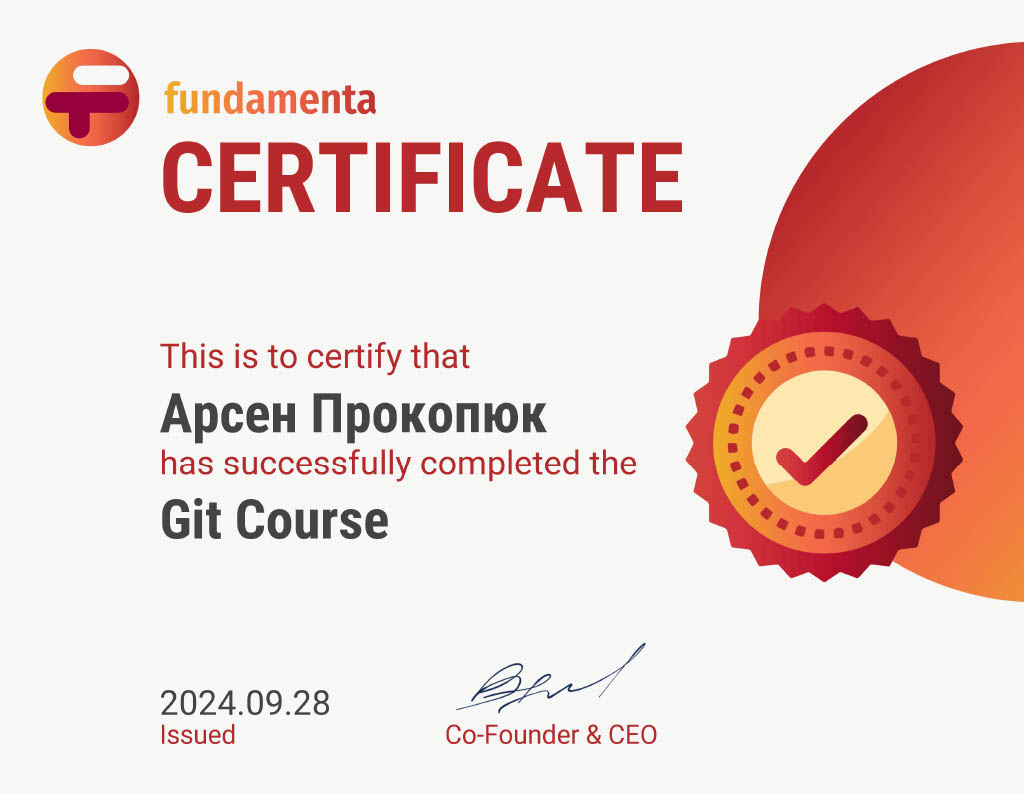 fundamenta
CERTIFICATE
This is to certify that
Арсен Прокопюк
has successfully completed the
Git Course
2024.09.28
Issued
Co-Founder & CEO